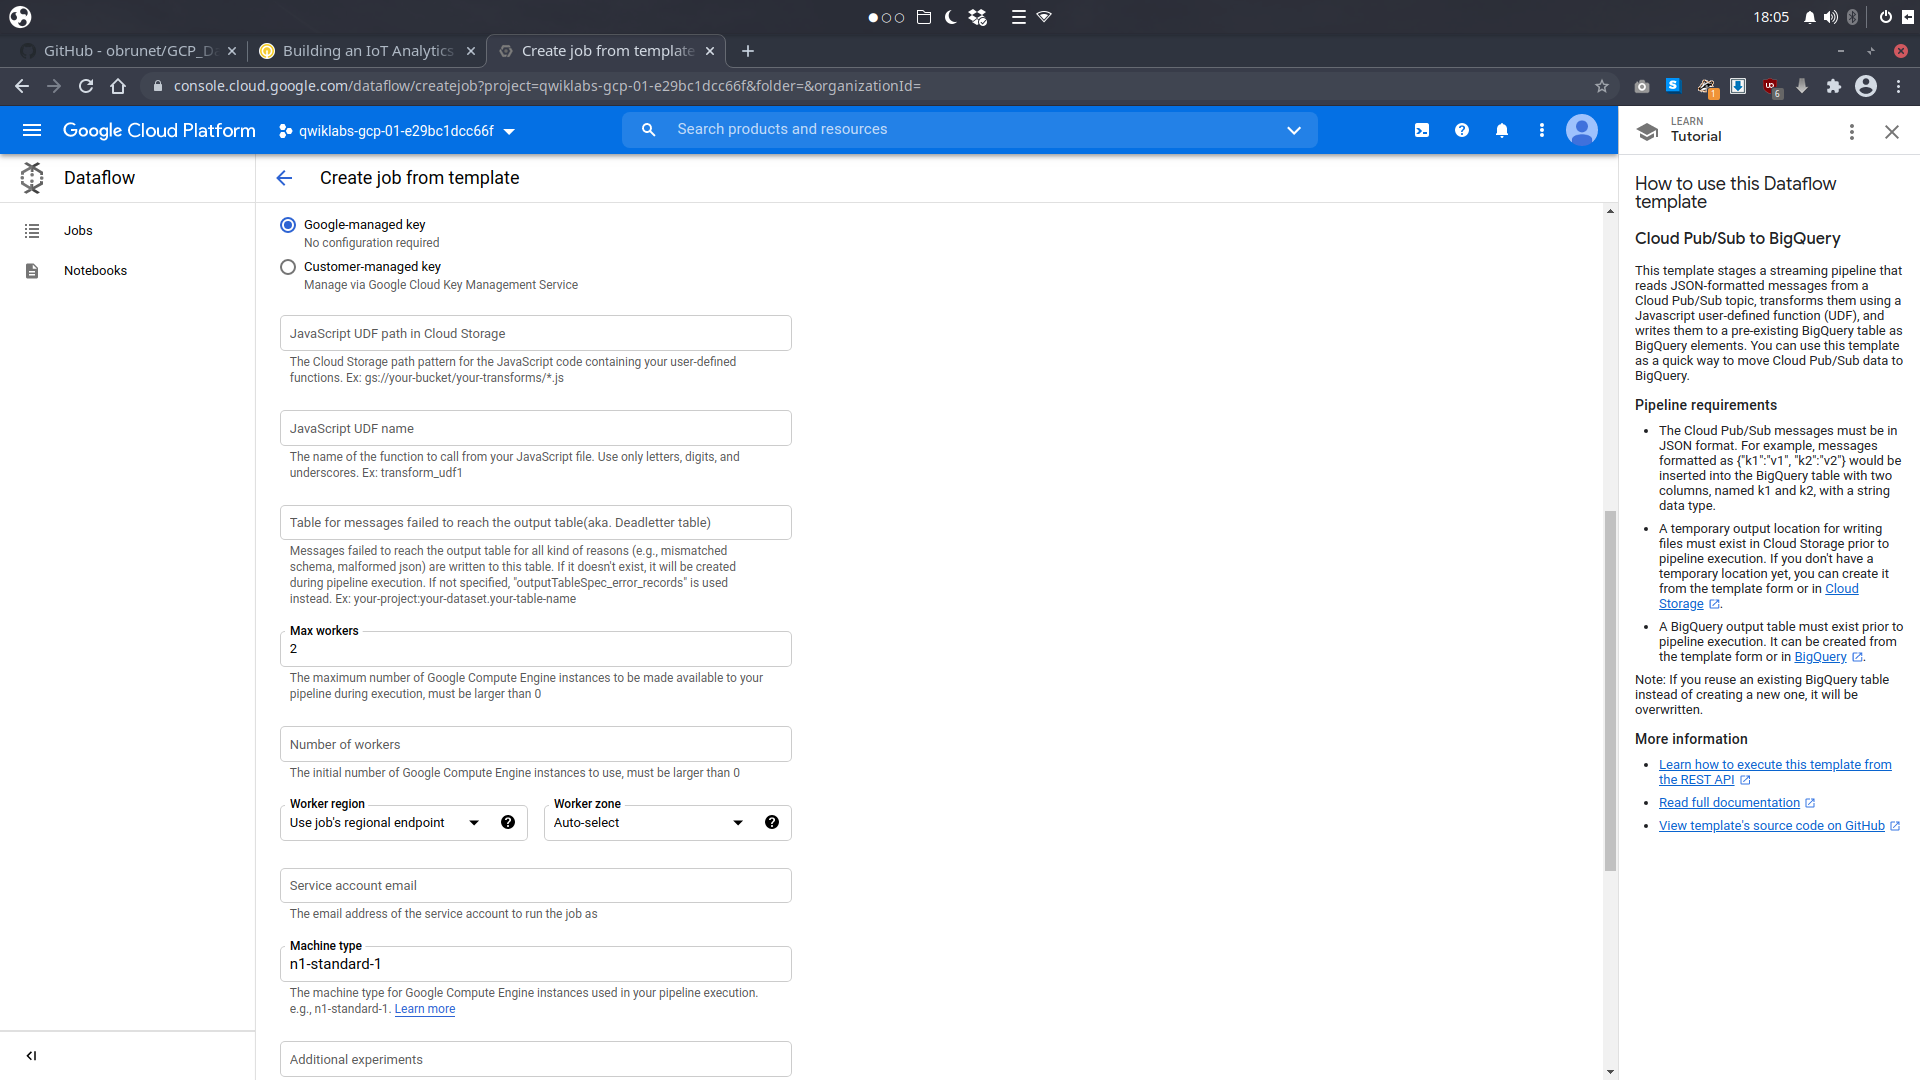 18:05
GitHub - obrunet/GCP_Da
Building an IoT Analytics
Create job from template
console.cloud.google.com/dataflow/createjob?project=qwiklabs-gcp-01-e29bc1dcc66f&folder=&organizationId=
1
6
Google Cloud Platform
qwiklabs-gcp-01-e29bc1dcc66f
Search products and resources
LEARN
Tutorial
Dataflow
Create job from template
Jobs
Notebooks
Google-managed key
No configuration required
Customer-managed key
Manage via Google Cloud Key Management Service
JavaScript UDF path in Cloud Storage
The Cloud Storage path pattern for the JavaScript code containing your user-defined
functions. Ex: gs://your-bucket/your-transforms/*.js
JavaScript UDF name
The name of the function to call from your JavaScript file. Use only letters, digits, and
underscores. Ex: transform_udf1
Table for messages failed to reach the output table(aka. Deadletter table)
Messages failed to reach the output table for all kind of reasons (e.g., mismatched
schema, malformed json) are written to this table. If it doesn't exist, it will be created
during pipeline execution. If not specified, "outputTableSpec_error_records" is used
instead. Ex: your-project:your-dataset.your-table-name
Max workers
2
The maximum number of Google Compute Engine instances to be made available to your
pipeline during execution, must be larger than 0
Number of workers
The initial number of Google Compute Engine instances to use, must be larger than 0
Worker region
Use job's regional endpoint
Worker zone
Auto-select
Service account email
The email address of the service account to run the job as
Machine type
n1-standard-1
The machine type for Google Compute Engine instances used in your pipeline execution.
e.g., n1-standard-1. Learn more
Additional experiments
How to use this Dataflow
template
Cloud Pub/Sub to BigQuery
This template stages a streaming pipeline that
reads JSON-formatted messages from a
Cloud Pub/Sub topic, transforms them using a
Javascript user-defined function (UDF), and
writes them to a pre-existing BigQuery table as
BigQuery elements. You can use this template
as a quick way to move Cloud Pub/Sub data to
BigQuery.
Pipeline requirements
The Cloud Pub/Sub messages must be in
JSON format. For example, messages
formatted as {"k1":"v1", "k2":"v2"} would be
inserted into the BigQuery table with two
columns, named k1 and k2, with a string
data type.
A temporary output location for writing
files must exist in Cloud Storage prior to
pipeline execution. If you don't have a
temporary location yet, you can create it
from the template form or in Cloud
Storage.
A BigQuery output table must exist prior to
pipeline execution. It can be created from
the template form or in BigQuery.
Note: If you reuse an existing BigQuery table
instead of creating a new one, it will be
overwritten.
More information
Learn how to execute this template from
the REST API
Read full documentation
View template's source code on GitHub